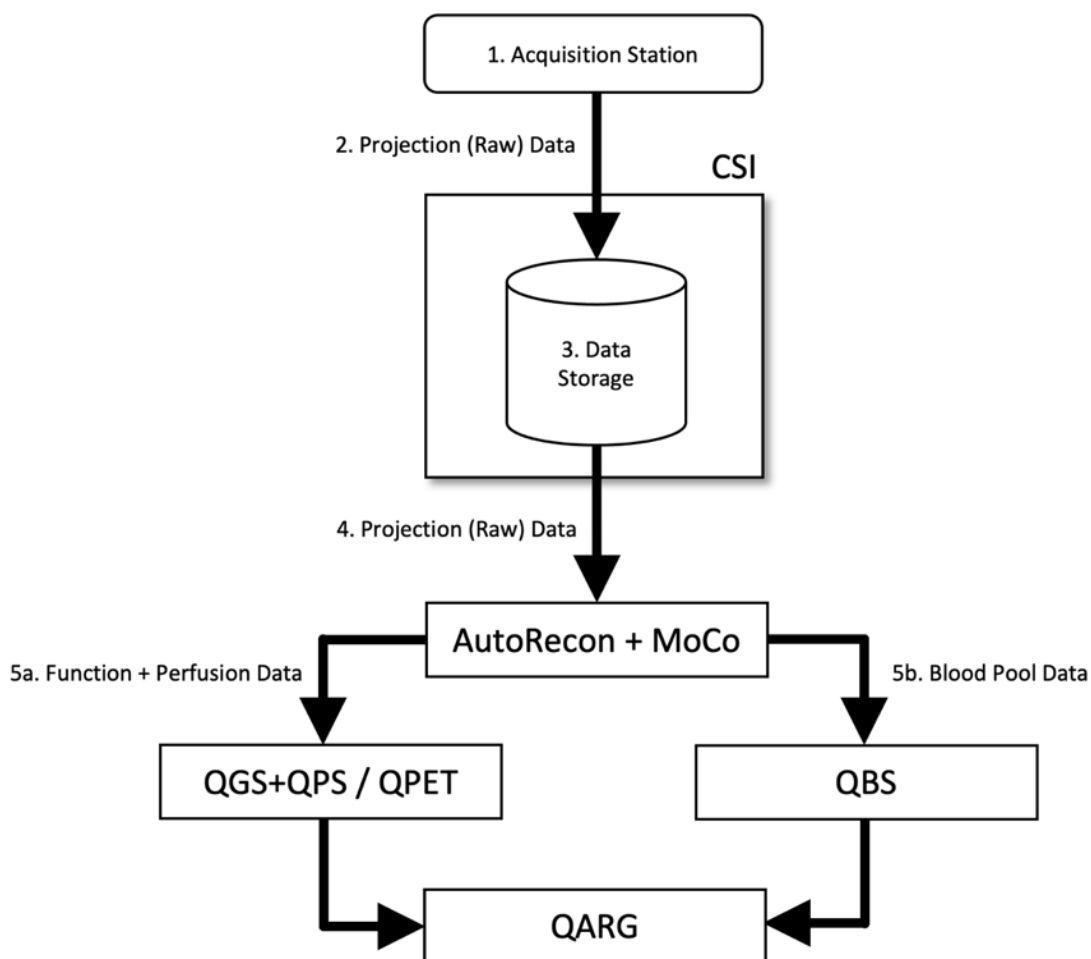 1. Acquisition Station
2. Projection (Raw) Data
CSI
3. Data
Storage
4. Projection (Raw) Data
AutoRecon + MoCo
5a. Function + Perfusion Data
5b. Blood Pool Data
QGS+QPS / QPET
QBS
QARG